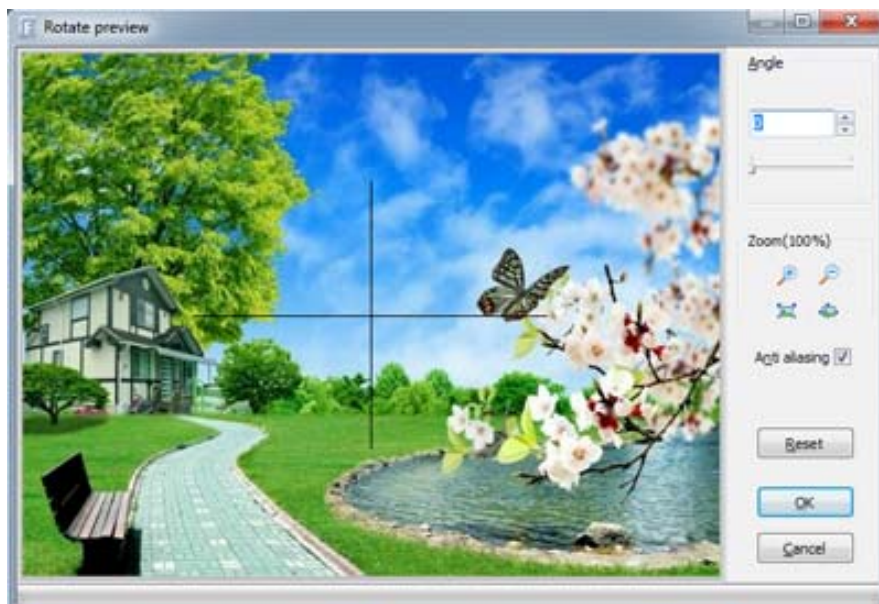 Rotate preview
Angle
0
Zoom(100%)
Anti aliasing
Reset
OK
Cancel